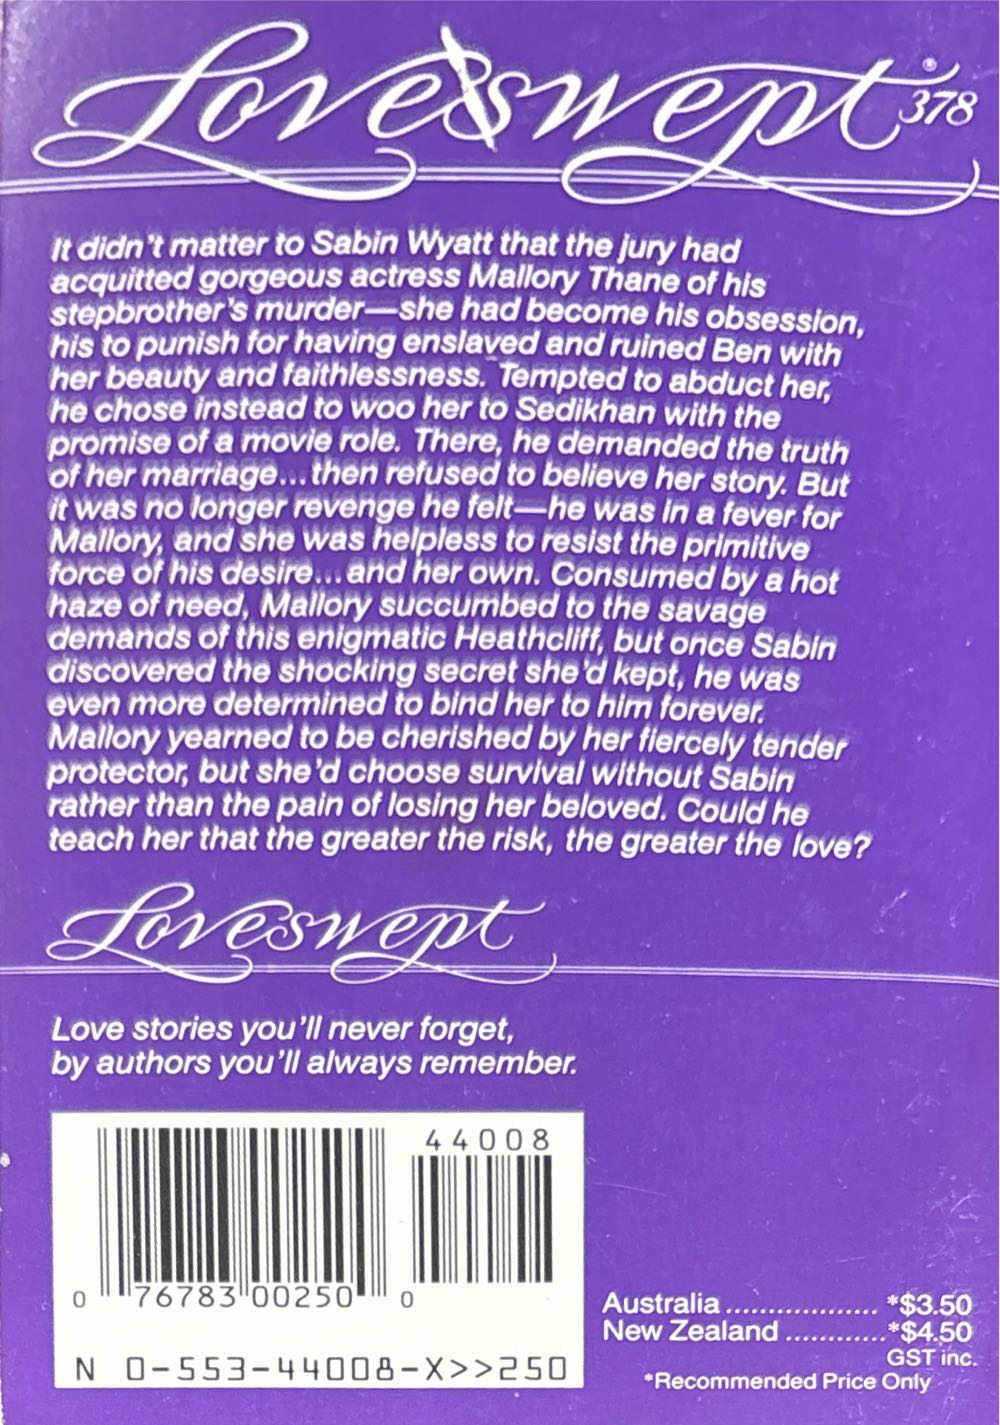 Loveswept®
378
It didn't matter to Sabin Wyatt that the jury had
acquitted gorgeous actress Mallory Thane of his
stepbrother's murder—she had become his obsession,
his to punish for having enslaved and ruined Ben with
her beauty and faithlessness. Tempted to abduct her,
he chose instead to woo her to Sedikhan with the
promise of a movie role. There, he demanded the truth
of her marriage...then refused to believe her story. But
it was no longer revenge he felt—he was in a fever for
Mallory, and she was helpless to resist the primitive
force of his desire...and her own. Consumed by a hot
haze of need, Mallory succumbed to the savage
demands of this enigmatic Heathcliff, but once Sabin
discovered the shocking secret she'd kept, he was
even more determined to bind her to him forever.
Mallory yearned to be cherished by her fiercely tender
protector, but she'd choose survival without Sabin
rather than the pain of losing her beloved. Could he
teach her that the greater the risk, the greater the love?
Loveswept
Love stories you'll never forget,
by authors you'll always remember.
44008
0 76783 00250 0
N 0-553-44008-X>>250
Australia .................. *$3.50
New Zealand ............*$4.50
GST inc.
*Recommended Price Only